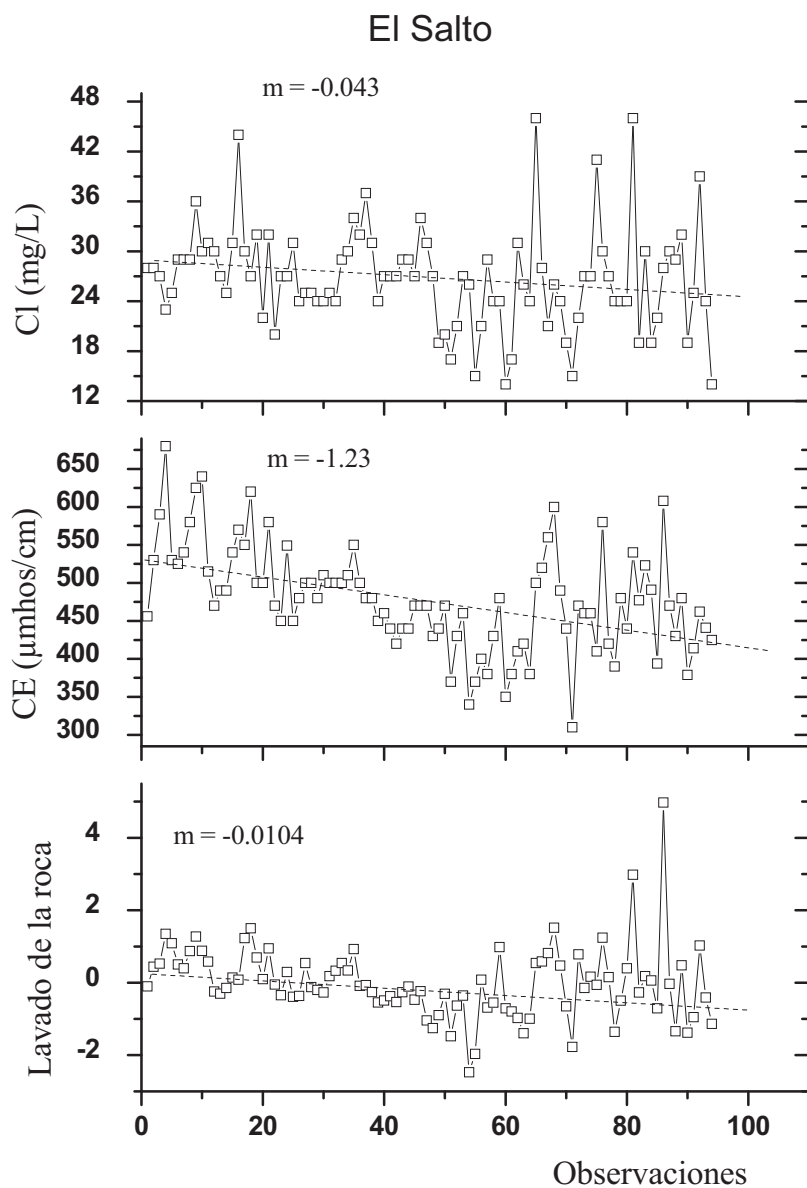 El Salto
m = -0.043
48
42
36
30
24
18
12
Cl (mg/L)
m = -1.23
650
600
550
500
450
400
350
300
CE (µmhos/cm)
m = -0.0104
4
2
0
-2
Lavado de la roca
0 20 40 60 80 100
Observaciones